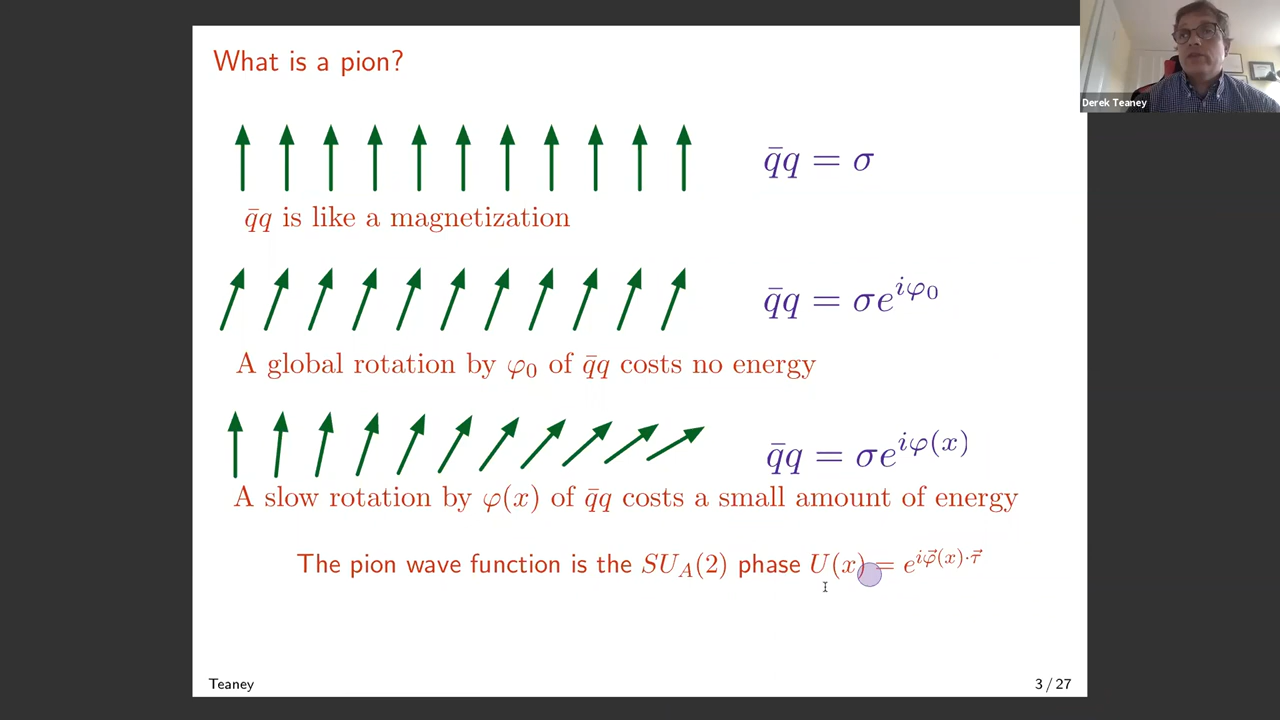 What is a pion?
Derek Teaney
q̄q = σ
q̄q is like a magnetization
q̄q = σe^{iφ₀}
A global rotation by φ₀ of q̄q costs no energy
q̄q = σe^{iφ(x)}
A slow rotation by φ(x) of q̄q costs a small amount of energy
The pion wave function is the SU_A(2) phase U(x) = e^{iφ⃗(x)·τ⃗}
Teaney
3 / 27